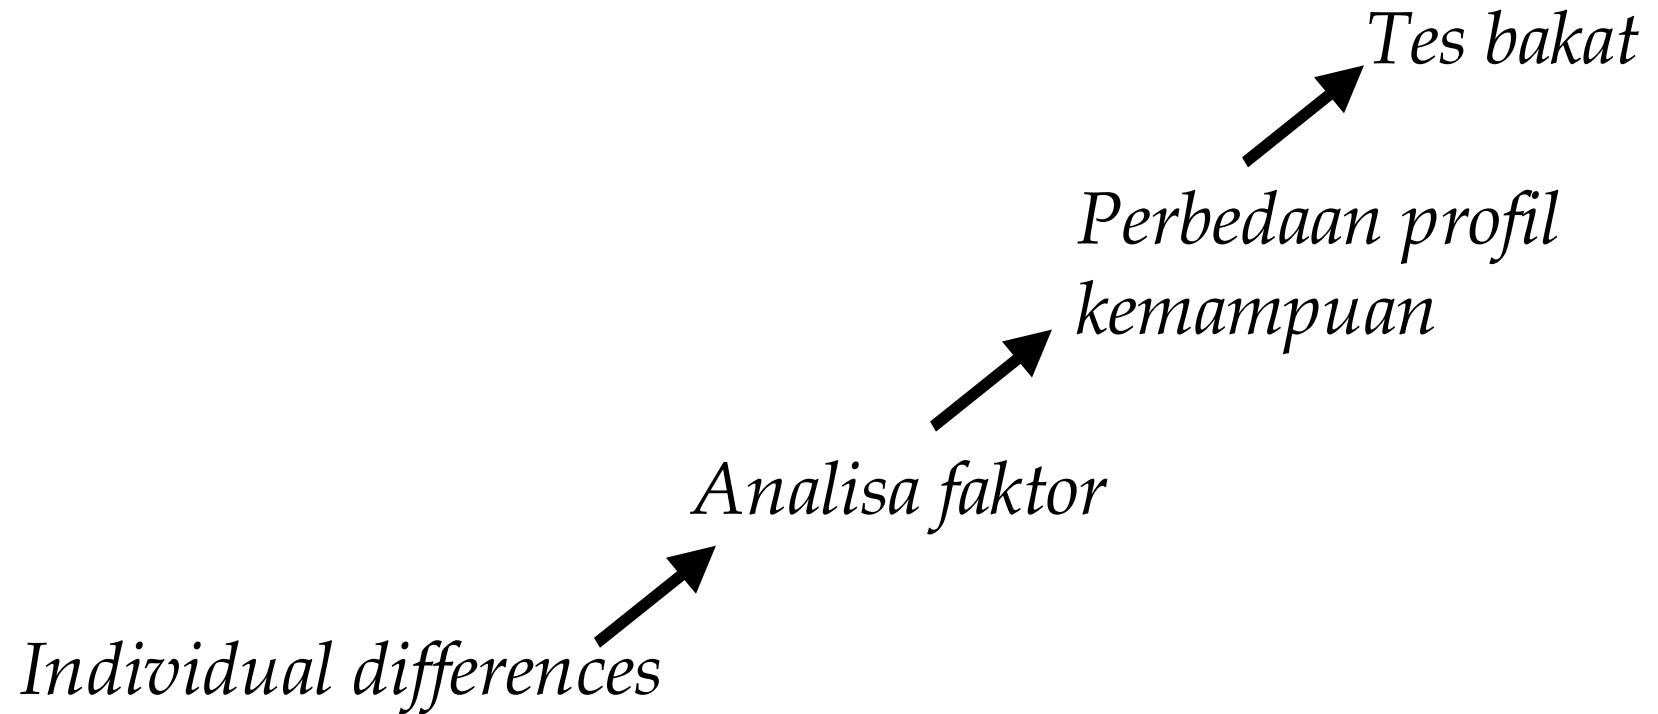 Tes bakat
Perbedaan profil
kemampuan
Analisa faktor
Individual differences